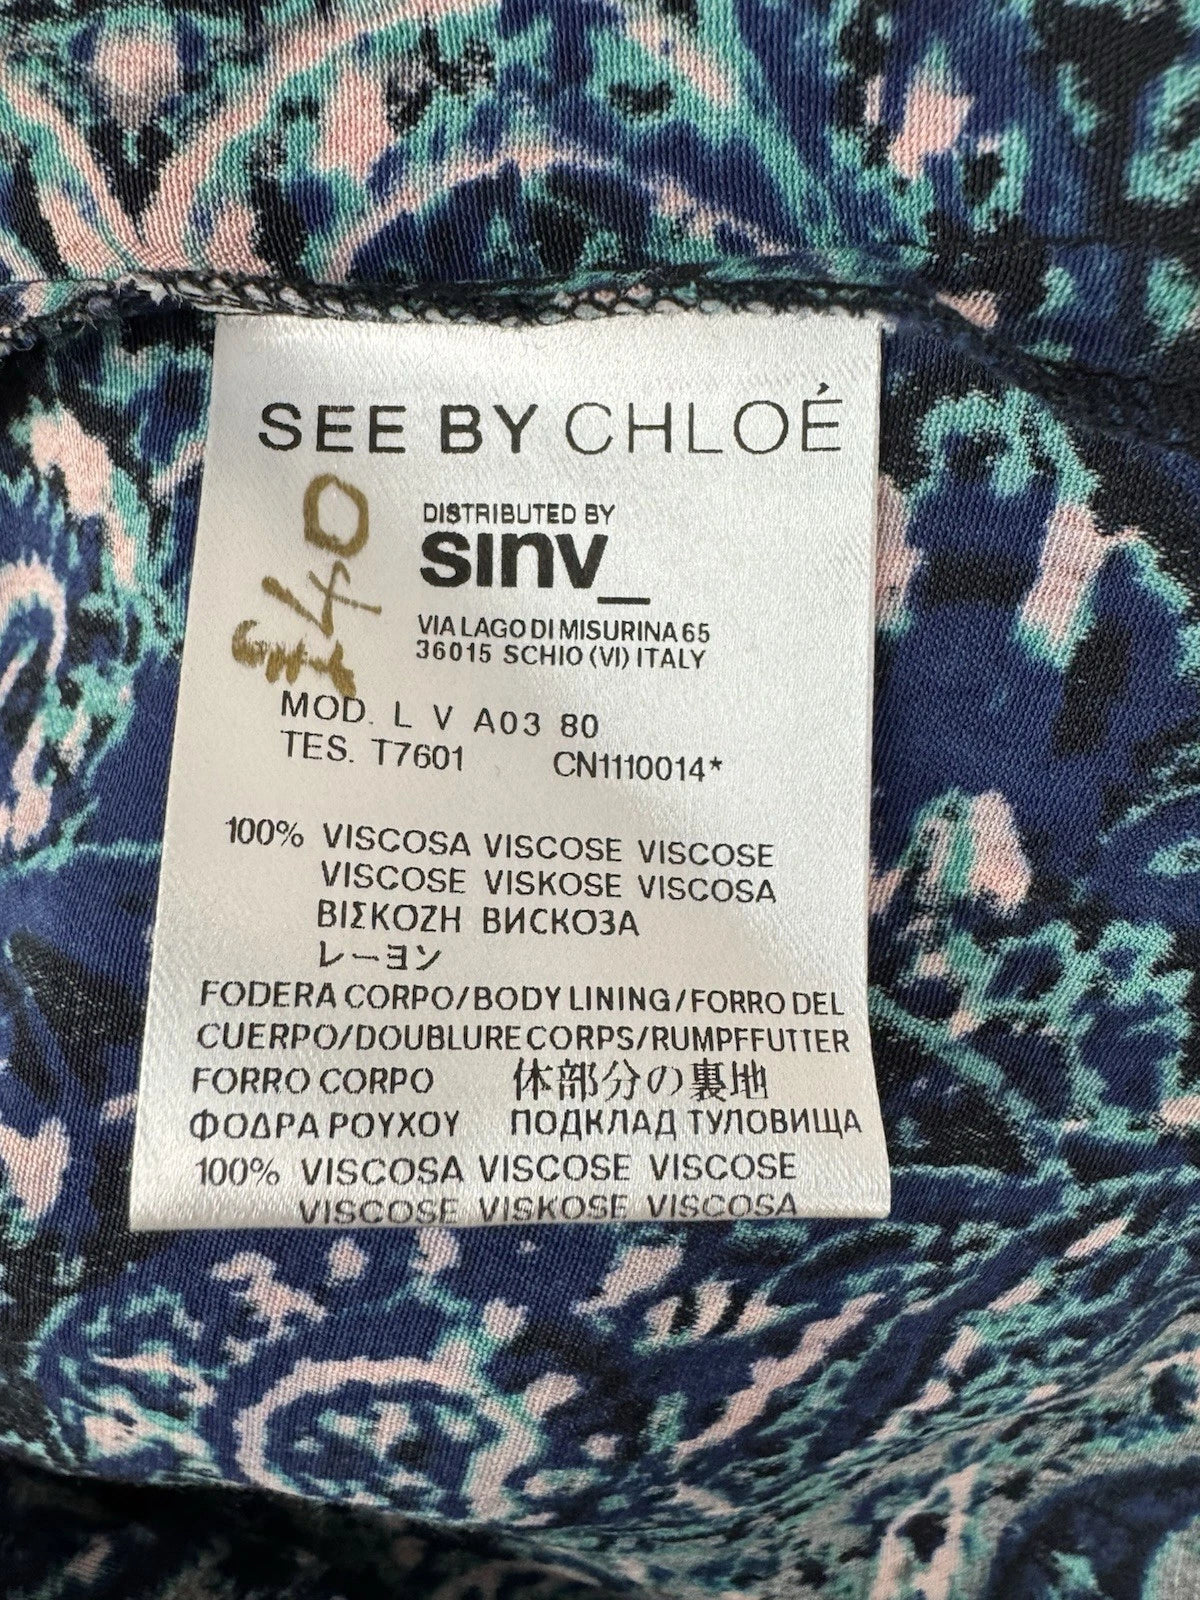 SEE BY CHLOÉ
DISTRIBUTED BY
sinv_
VIA LAGO DI MISURINA 65
36015 SCHIO (VI) ITALY
40
MOD. L V A03 80
TES. T7601 CN1110014*
100% VISCOSA VISCOSE VISCOSE
VISCOSE VISKOSE VISCOSA
ΒΙΣΚΟΖΗ ВИСКОЗА
レーヨン
FODERA CORPO/BODY LINING/FORRO DEL
CUERPO/DOUBLURE CORPS/RUMPFFUTTER
FORRO CORPO 体部分の裏地
ΦΟΔΡΑ ΡΟΥΧΟΥ ПОДКЛАД ТУЛОВИЩА
100% VISCOSA VISCOSE VISCOSE
VISCOSE VISKOSE VISCOSA